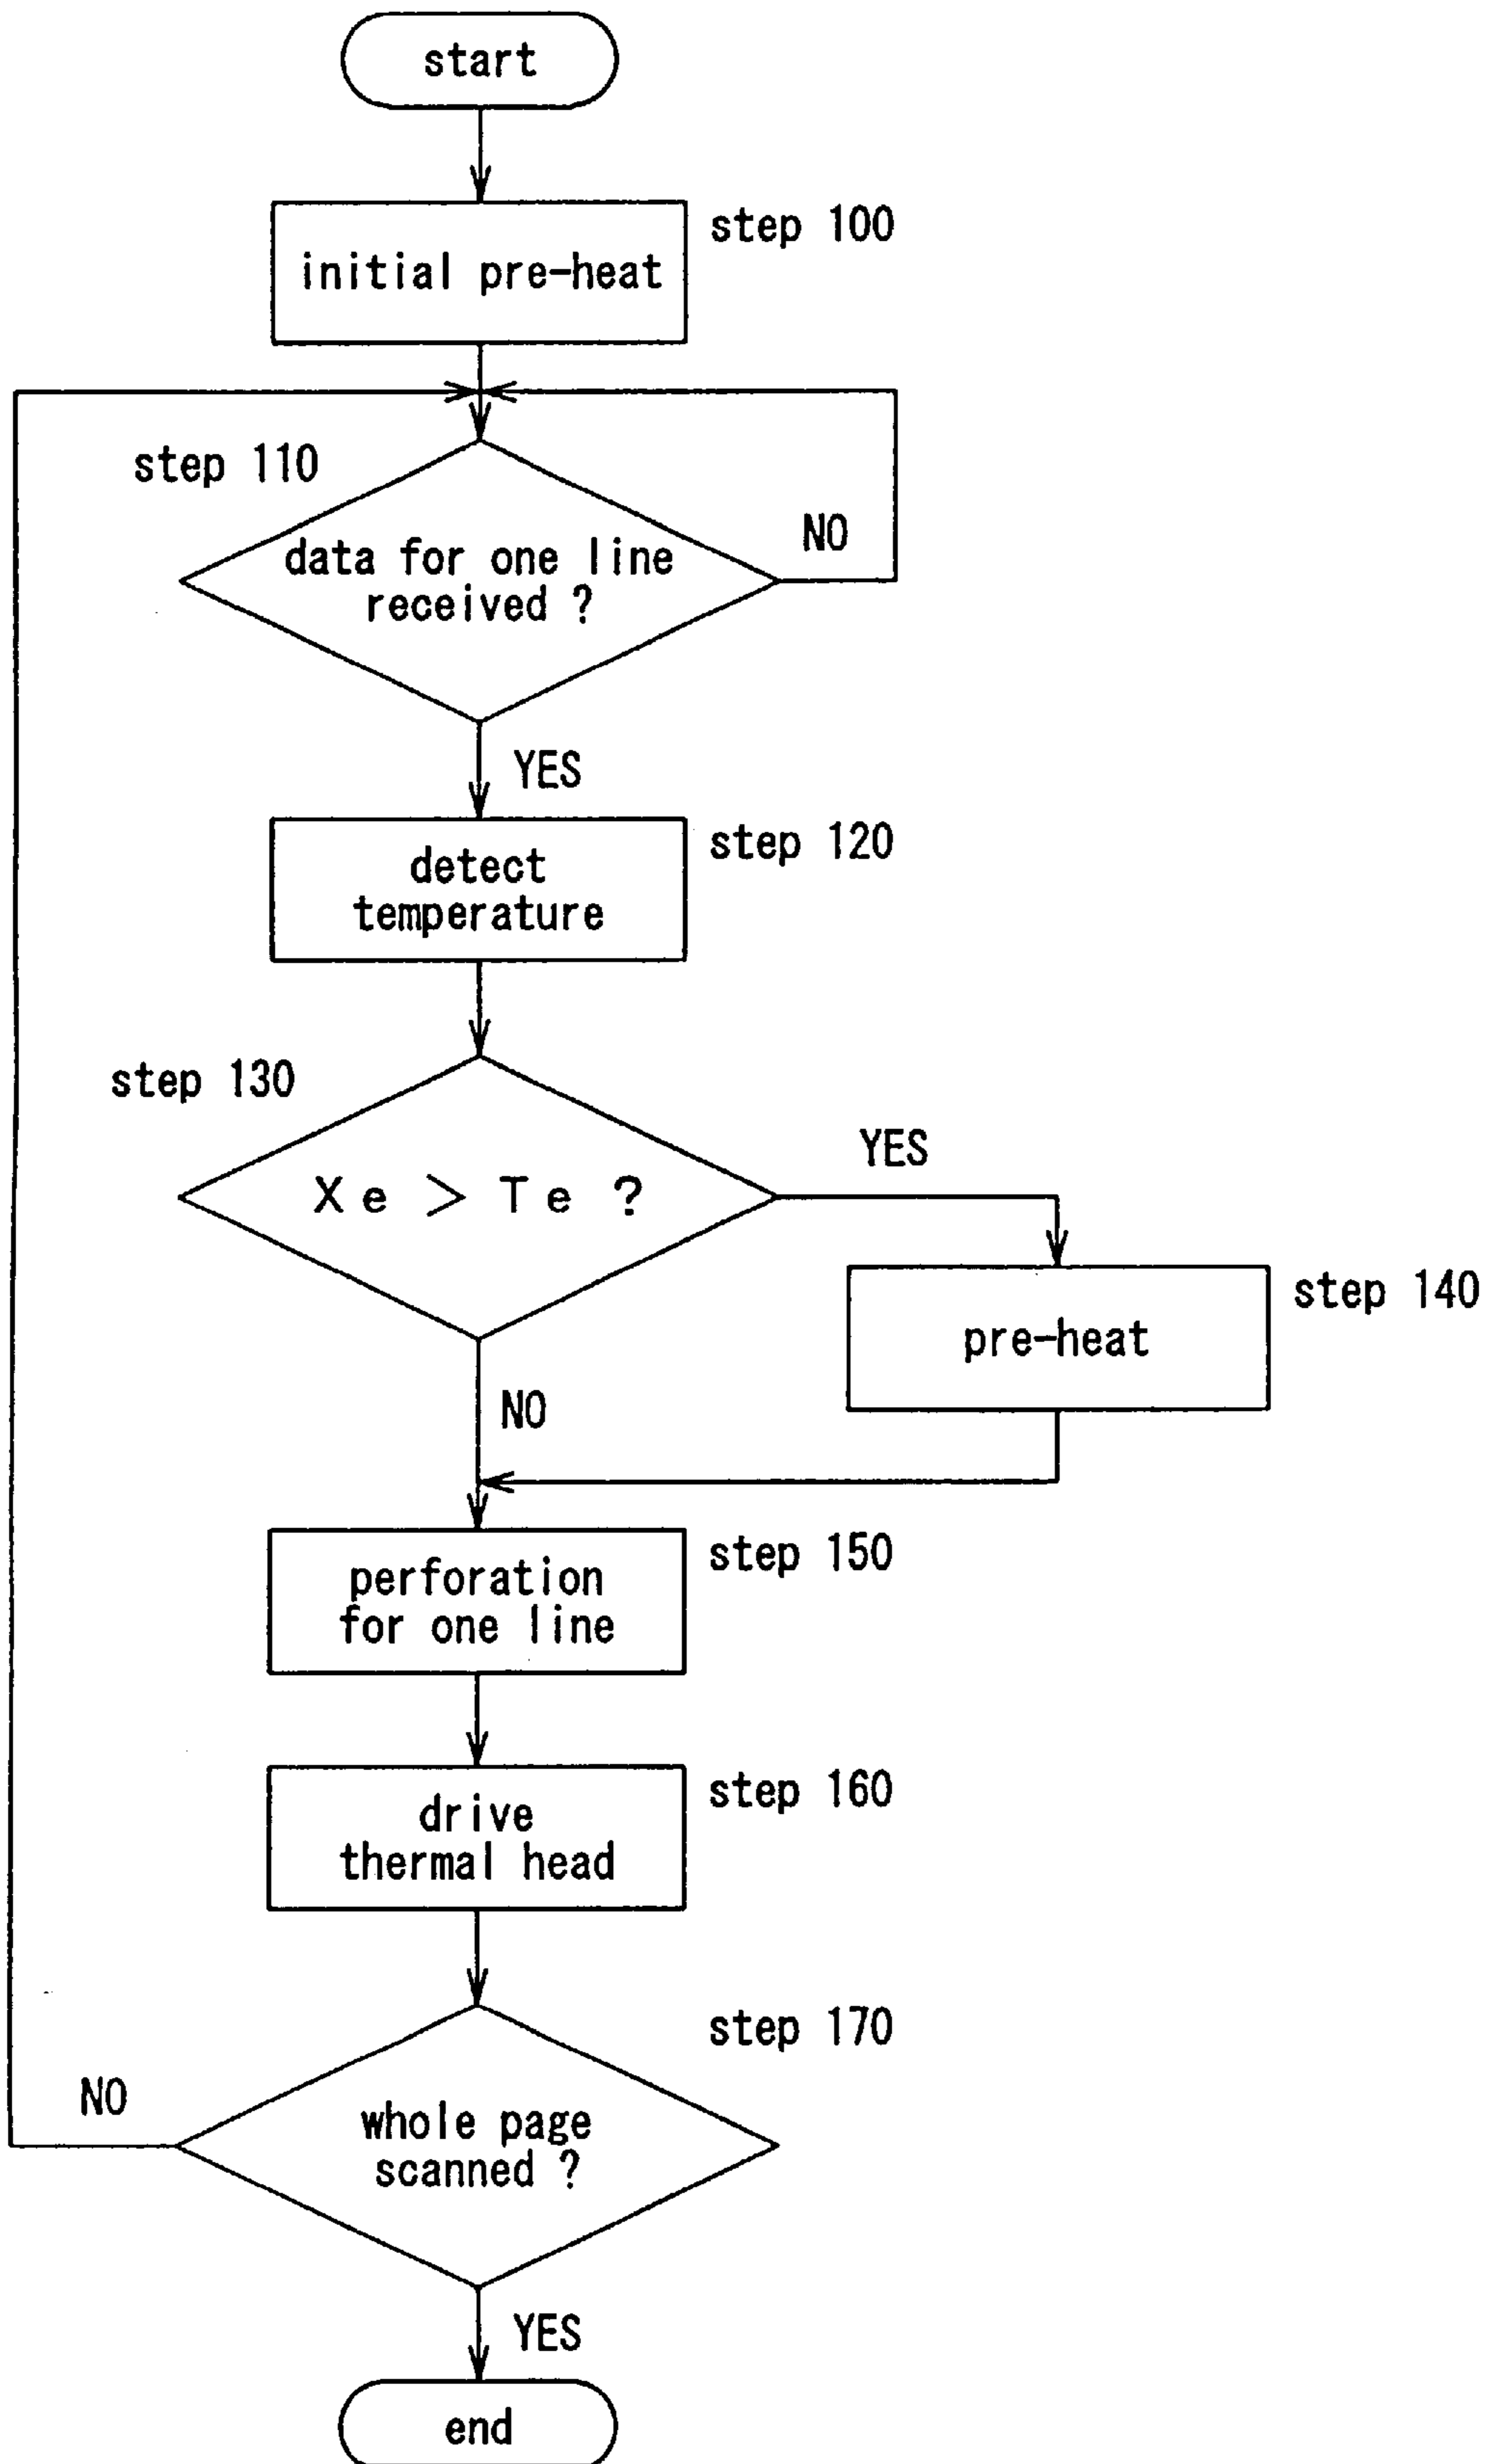 start
step 100
initial pre-heat
step 110
NO
data for one line
received ?
YES
step 120
detect
temperature
step 130
YES
Xe > Te ?
step 140
pre-heat
NO
step 150
perforation
for one line
step 160
drive
thermal head
step 170
NO
whole page
scanned ?
YES
end